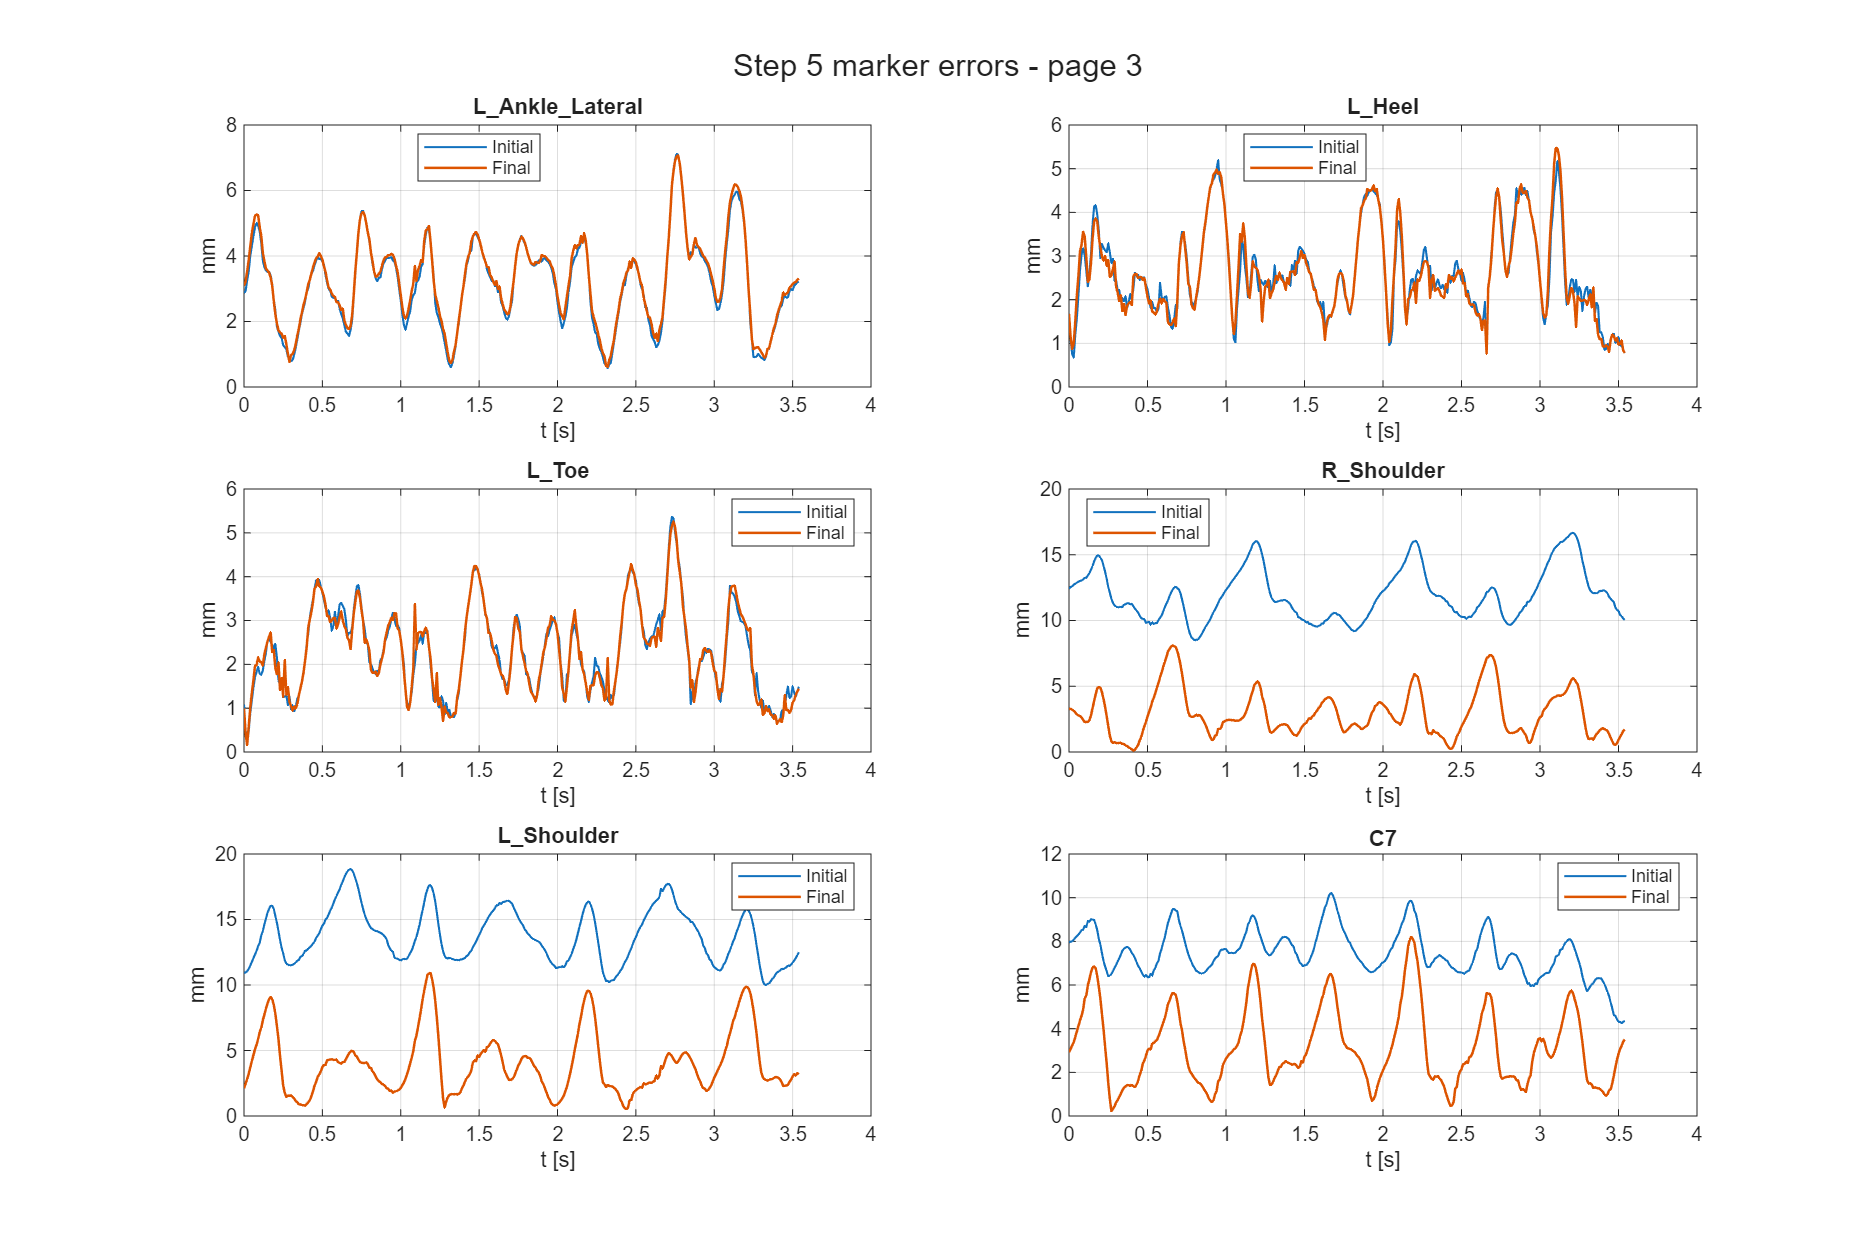 Step 5 marker errors - page 3
L_Ankle_Lateral
8
6
4
2
0
mm
Initial
Final
0 0.5 1 1.5 2 2.5 3 3.5 4
t [s]
L_Heel
6
5
4
3
2
1
0
mm
Initial
Final
0 0.5 1 1.5 2 2.5 3 3.5 4
t [s]
L_Toe
6
5
4
3
2
1
0
mm
Initial
Final
0 0.5 1 1.5 2 2.5 3 3.5 4
t [s]
R_Shoulder
20
15
10
5
0
mm
Initial
Final
0 0.5 1 1.5 2 2.5 3 3.5 4
t [s]
L_Shoulder
20
15
10
5
0
mm
Initial
Final
0 0.5 1 1.5 2 2.5 3 3.5 4
t [s]
C7
12
10
8
6
4
2
0
mm
Initial
Final
0 0.5 1 1.5 2 2.5 3 3.5 4
t [s]